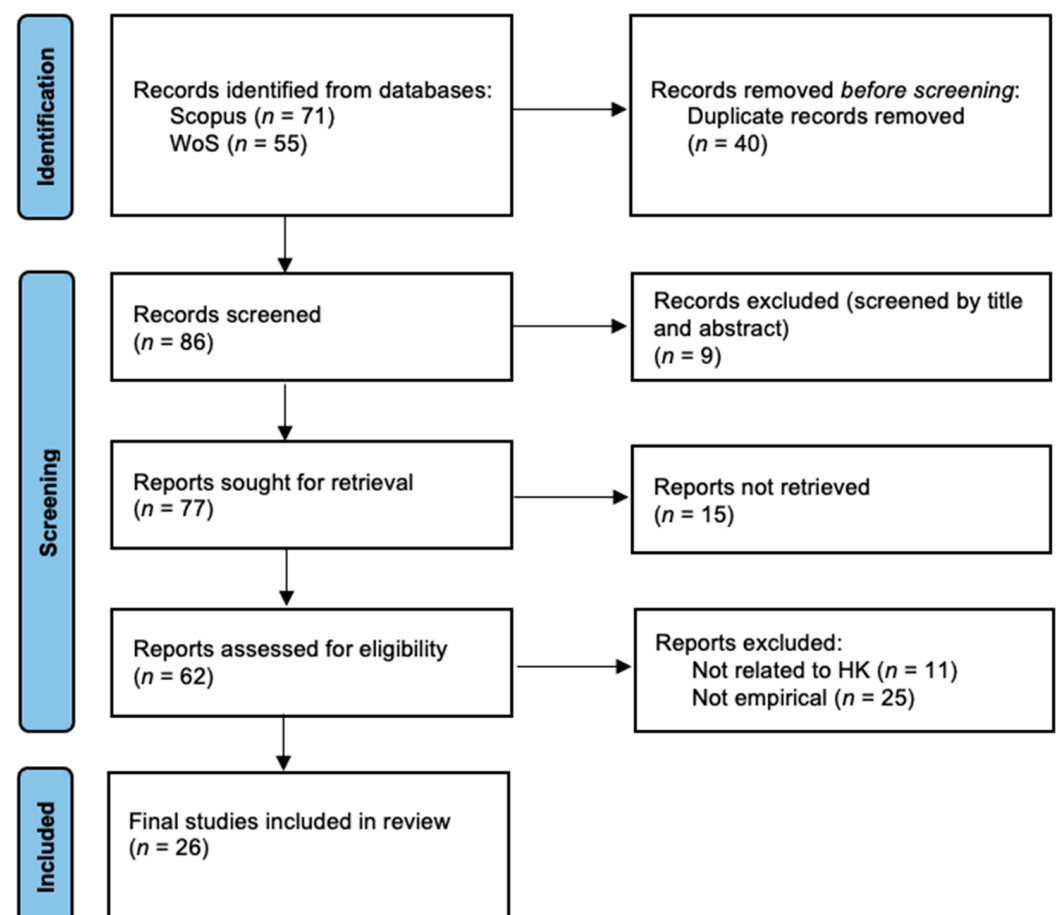 Identification
Records identified from databases:
Scopus (n = 71)
WoS (n = 55)
Records removed before screening:
Duplicate records removed
(n = 40)
Screening
Records screened
(n = 86)
Records excluded (screened by title
and abstract)
(n = 9)
Reports sought for retrieval
(n = 77)
Reports not retrieved
(n = 15)
Reports assessed for eligibility
(n = 62)
Reports excluded:
Not related to HK (n = 11)
Not empirical (n = 25)
Included
Final studies included in review
(n = 26)